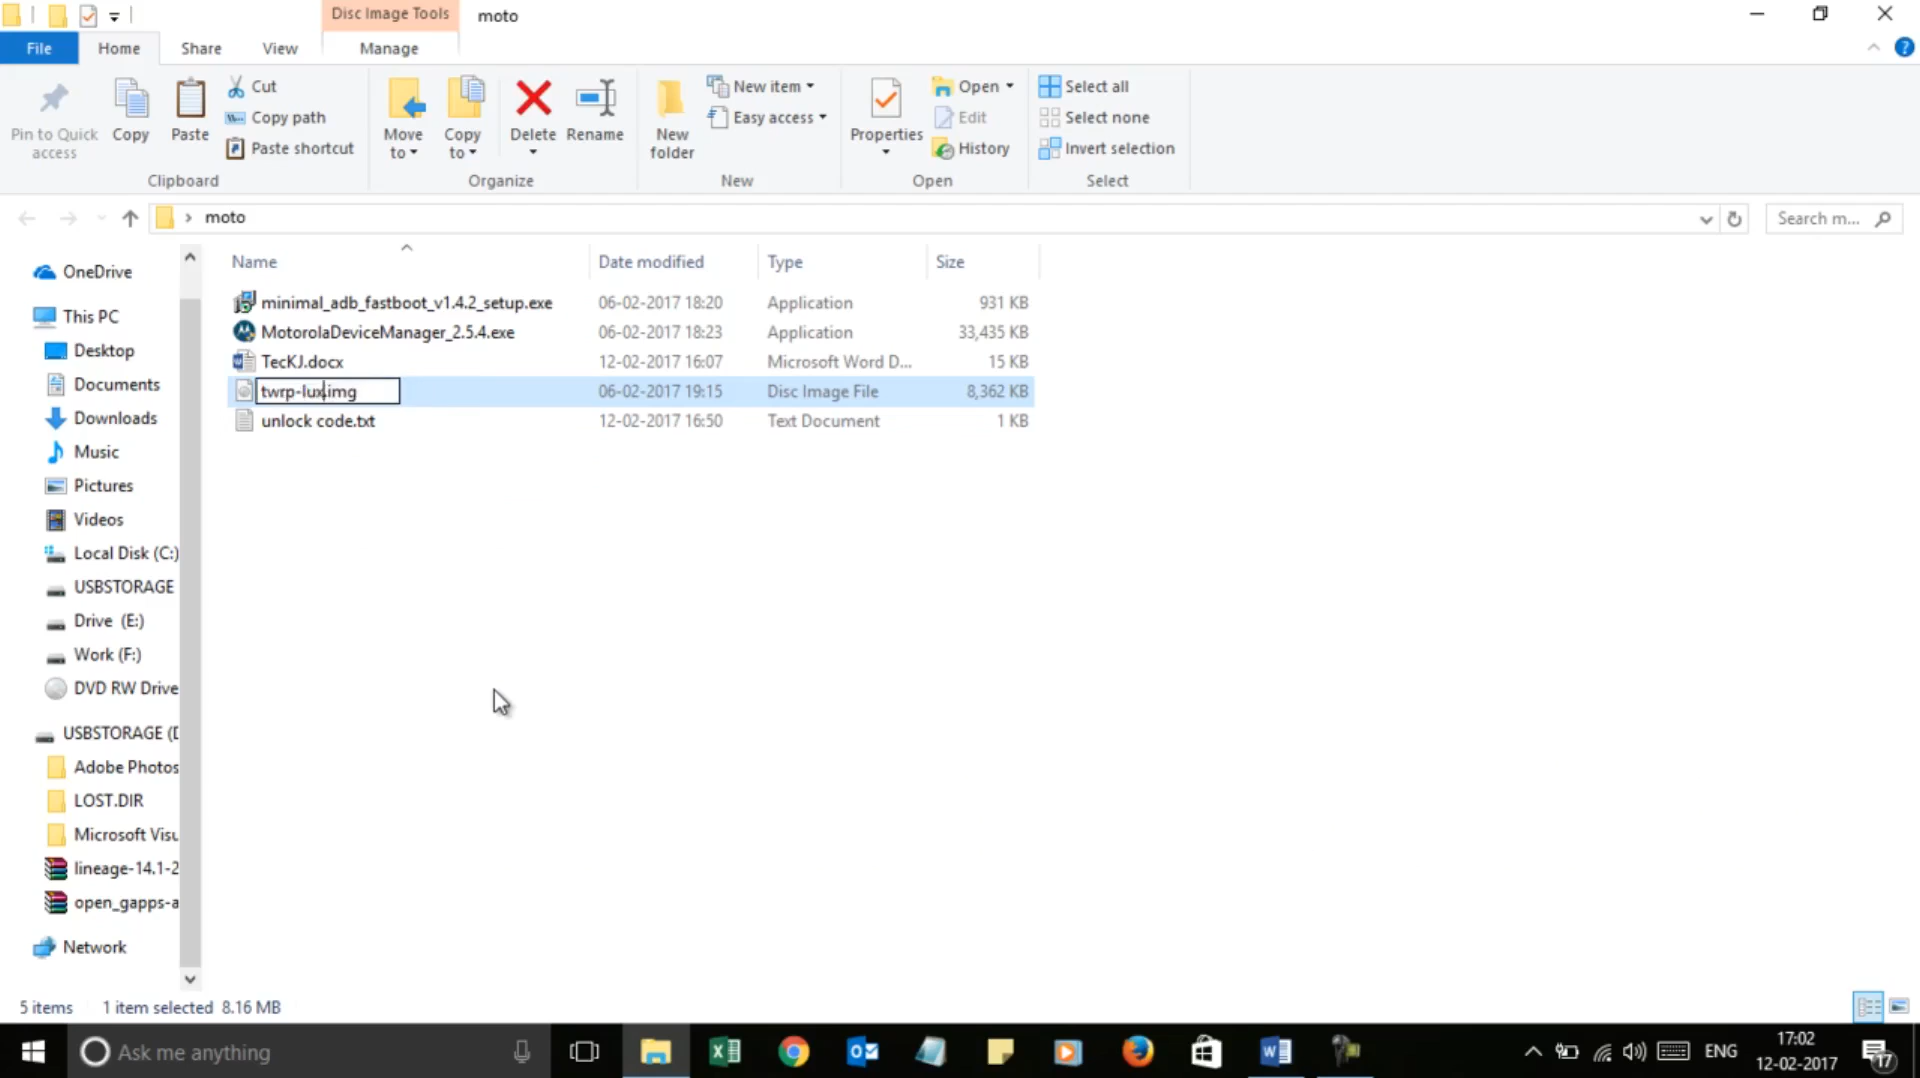 Disc Image Tools
moto
File
Home
Share
View
Manage
Pin to Quick access
Copy
Paste
Cut
Copy path
Paste shortcut
Clipboard
Move to
Copy to
Delete
Rename
Organize
New folder
New item
Easy access
New
Properties
Open
Edit
History
Open
Select all
Select none
Invert selection
Select
moto
Search m...
Name
Date modified
Type
Size
minimal_adb_fastboot_v1.4.2_setup.exe 06-02-2017 18:20 Application 931 KB
MotorolaDeviceManager_2.5.4.exe 06-02-2017 18:23 Application 33,435 KB
TecKJ.docx 12-02-2017 16:07 Microsoft Word D... 15 KB
twrp-lux.img 06-02-2017 19:15 Disc Image File 8,362 KB
unlock code.txt 12-02-2017 16:50 Text Document 1 KB
OneDrive
This PC
Desktop
Documents
Downloads
Music
Pictures
Videos
Local Disk (C:)
USBSTORAGE
Drive (E:)
Work (F:)
DVD RW Drive
USBSTORAGE (D
Adobe Photos
LOST.DIR
Microsoft Visu
lineage-14.1-2
open_gapps-a
Network
5 items
1 item selected 8.16 MB
Ask me anything
ENG
17:02
12-02-2017
17